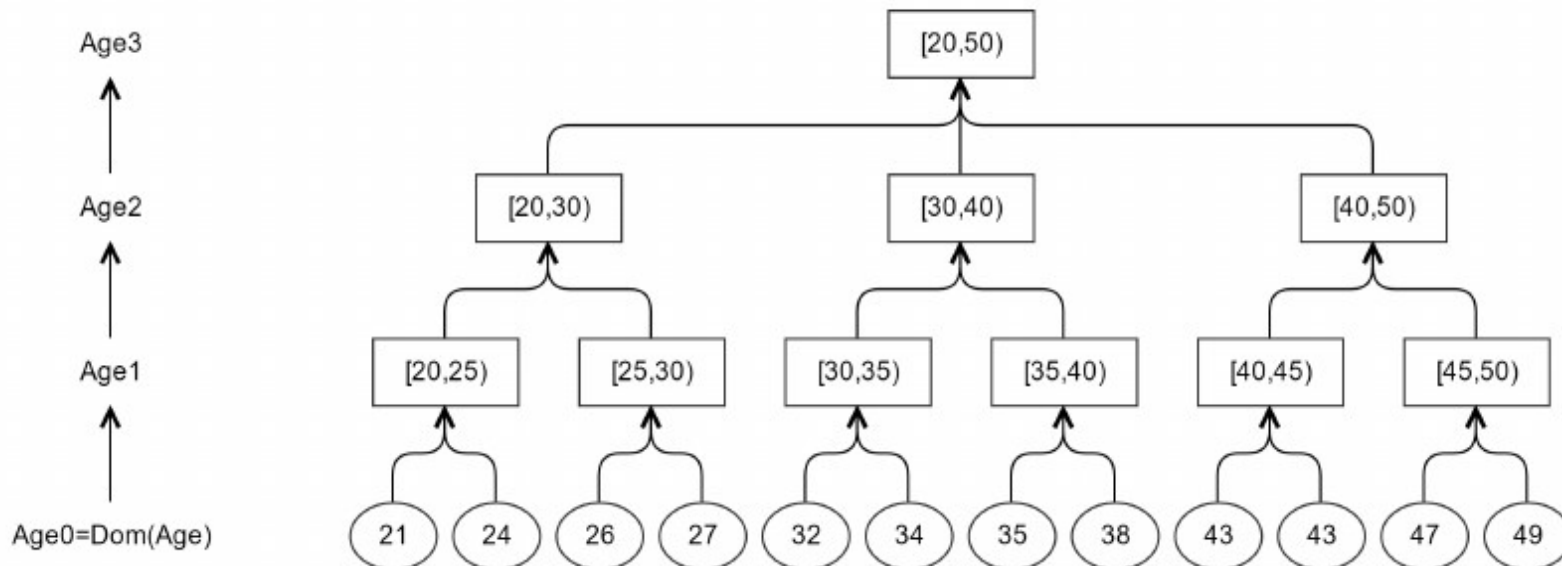 Age3 [20,50)
Age2 [20,30) [30,40) [40,50)
Age1 [20,25) [25,30) [30,35) [35,40) [40,45) [45,50)
Age0=Dom(Age) 21 24 26 27 32 34 35 38 43 43 47 49